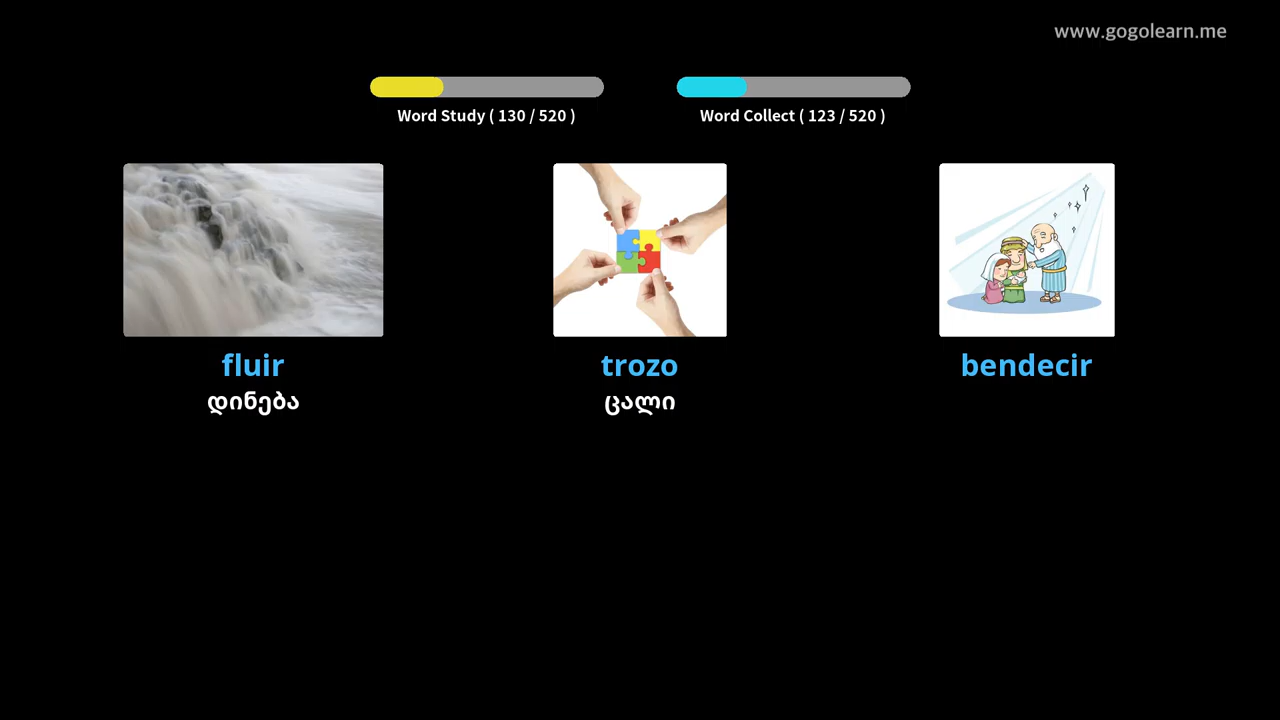 www.gogolearn.me
Word Study ( 130 / 520 )
Word Collect ( 123 / 520 )
fluir
trozo
bendecir
დინება
ცალი